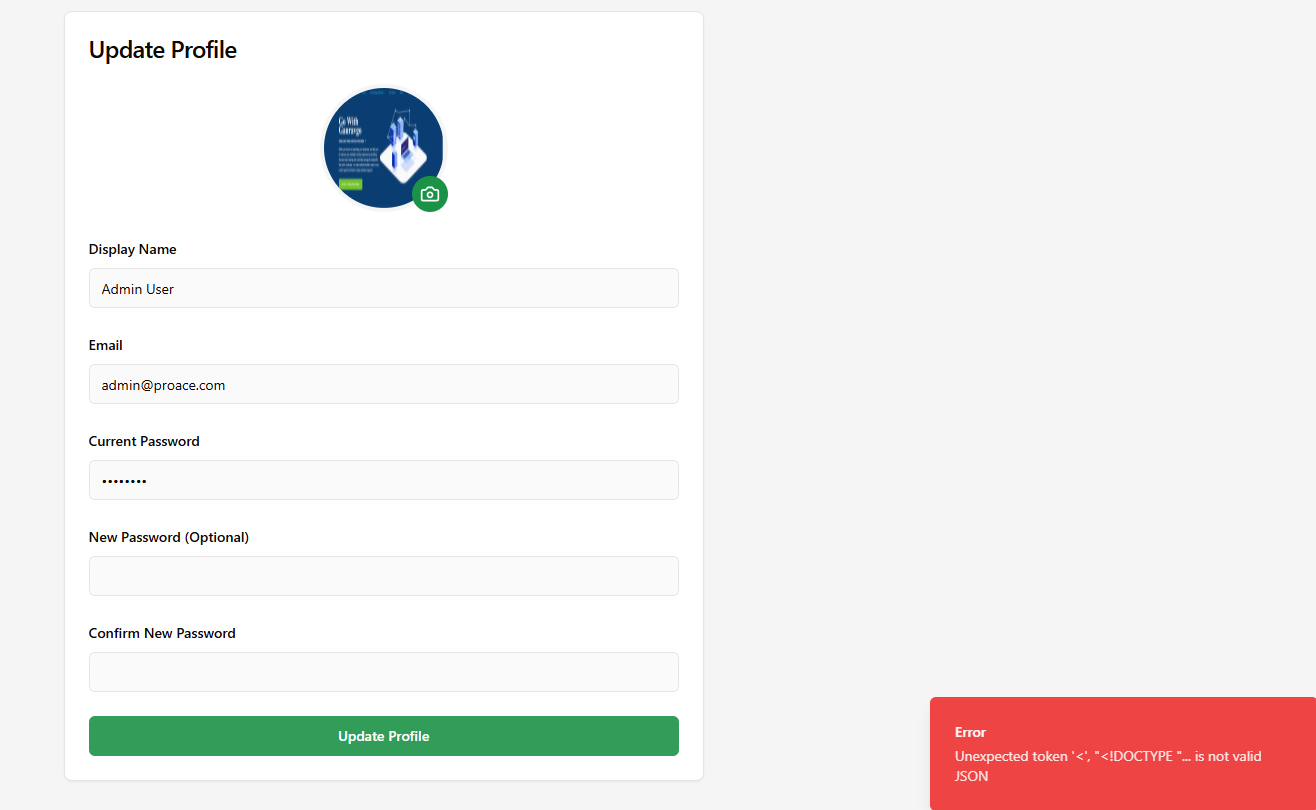 Update Profile
Go With
Gauravgo
Display Name
Admin User
Email
admin@proace.com
Current Password
••••••••
New Password (Optional)
Confirm New Password
Update Profile
Error
Unexpected token '<', "<!DOCTYPE "... is not valid
JSON